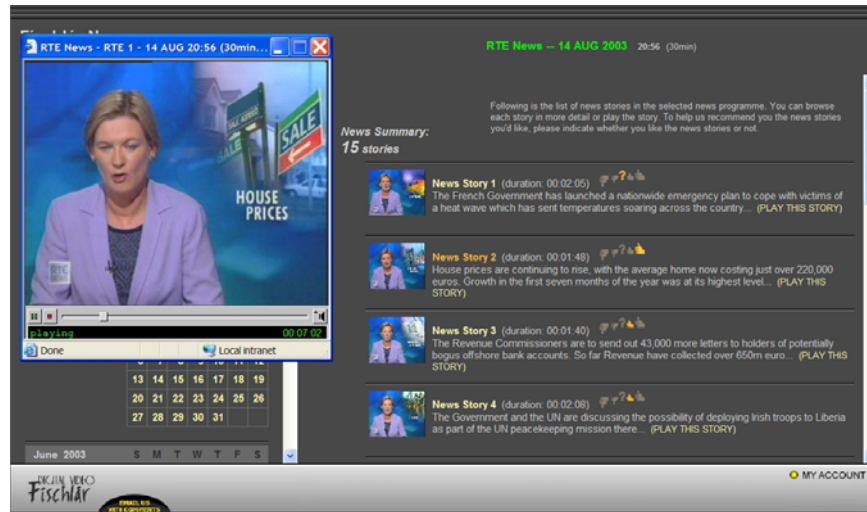 RTE News - RTE 1 - 14 AUG 20:56 (30min...
SALE
SALE
HOUSE
PRICES
RTE
playing
00:07:02
Done
Local intranet
13 14 15 16 17 18 19
20 21 22 23 24 25 26
27 28 29 30 31
June 2003 S M T W T F S
RTE News -- 14 AUG 2003 20:56 (30min)
Following is the list of news stories in the selected news programme. You can browse
each story in more detail or play the story. To help us recommend you the news stories
you'd like, please indicate whether you like the news stories or not.
News Summary:
15 stories
News Story 1 (duration: 00:02:05)
The French Government has launched a nationwide emergency plan to cope with victims of
a heat wave which has sent temperatures soaring across the country... (PLAY THIS STORY)
News Story 2 (duration: 00:01:48)
House prices are continuing to rise, with the average home now costing just over 220,000
euros. Growth in the first seven months of the year was at its highest level... (PLAY THIS
STORY)
News Story 3 (duration: 00:01:40)
The Revenue Commissioners are to send out 43,000 more letters to holders of potentially
bogus offshore bank accounts. So far Revenue have collected over 650m euro... (PLAY THIS
STORY)
News Story 4 (duration: 00:02:08)
The Government and the UN are discussing the possibility of deploying Irish troops to Liberia
as part of the UN peacekeeping mission there... (PLAY THIS STORY)
DIGITAL VIDEO
Físchlár
EMAIL US
WITH COMMENTS
MY ACCOUNT